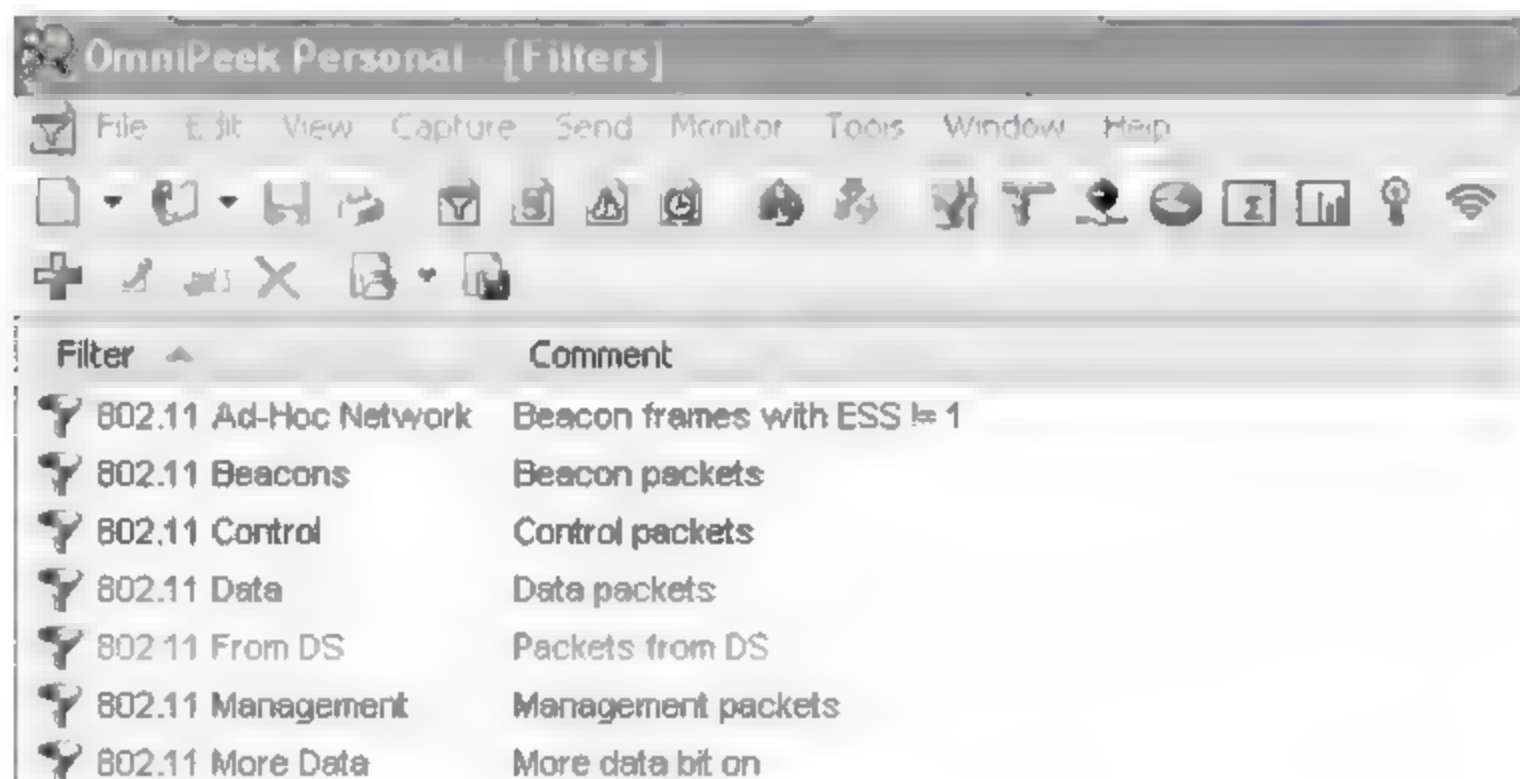 OmniPeek Personal - [Filters]
File Edit View Capture Send Monitor Tools Window Help
Filter Comment
802.11 Ad-Hoc Network Beacon frames with ESS != 1
802.11 Beacons Beacon packets
802.11 Control Control packets
802.11 Data Data packets
802.11 From DS Packets from DS
802.11 Management Management packets
802.11 More Data More data bit on